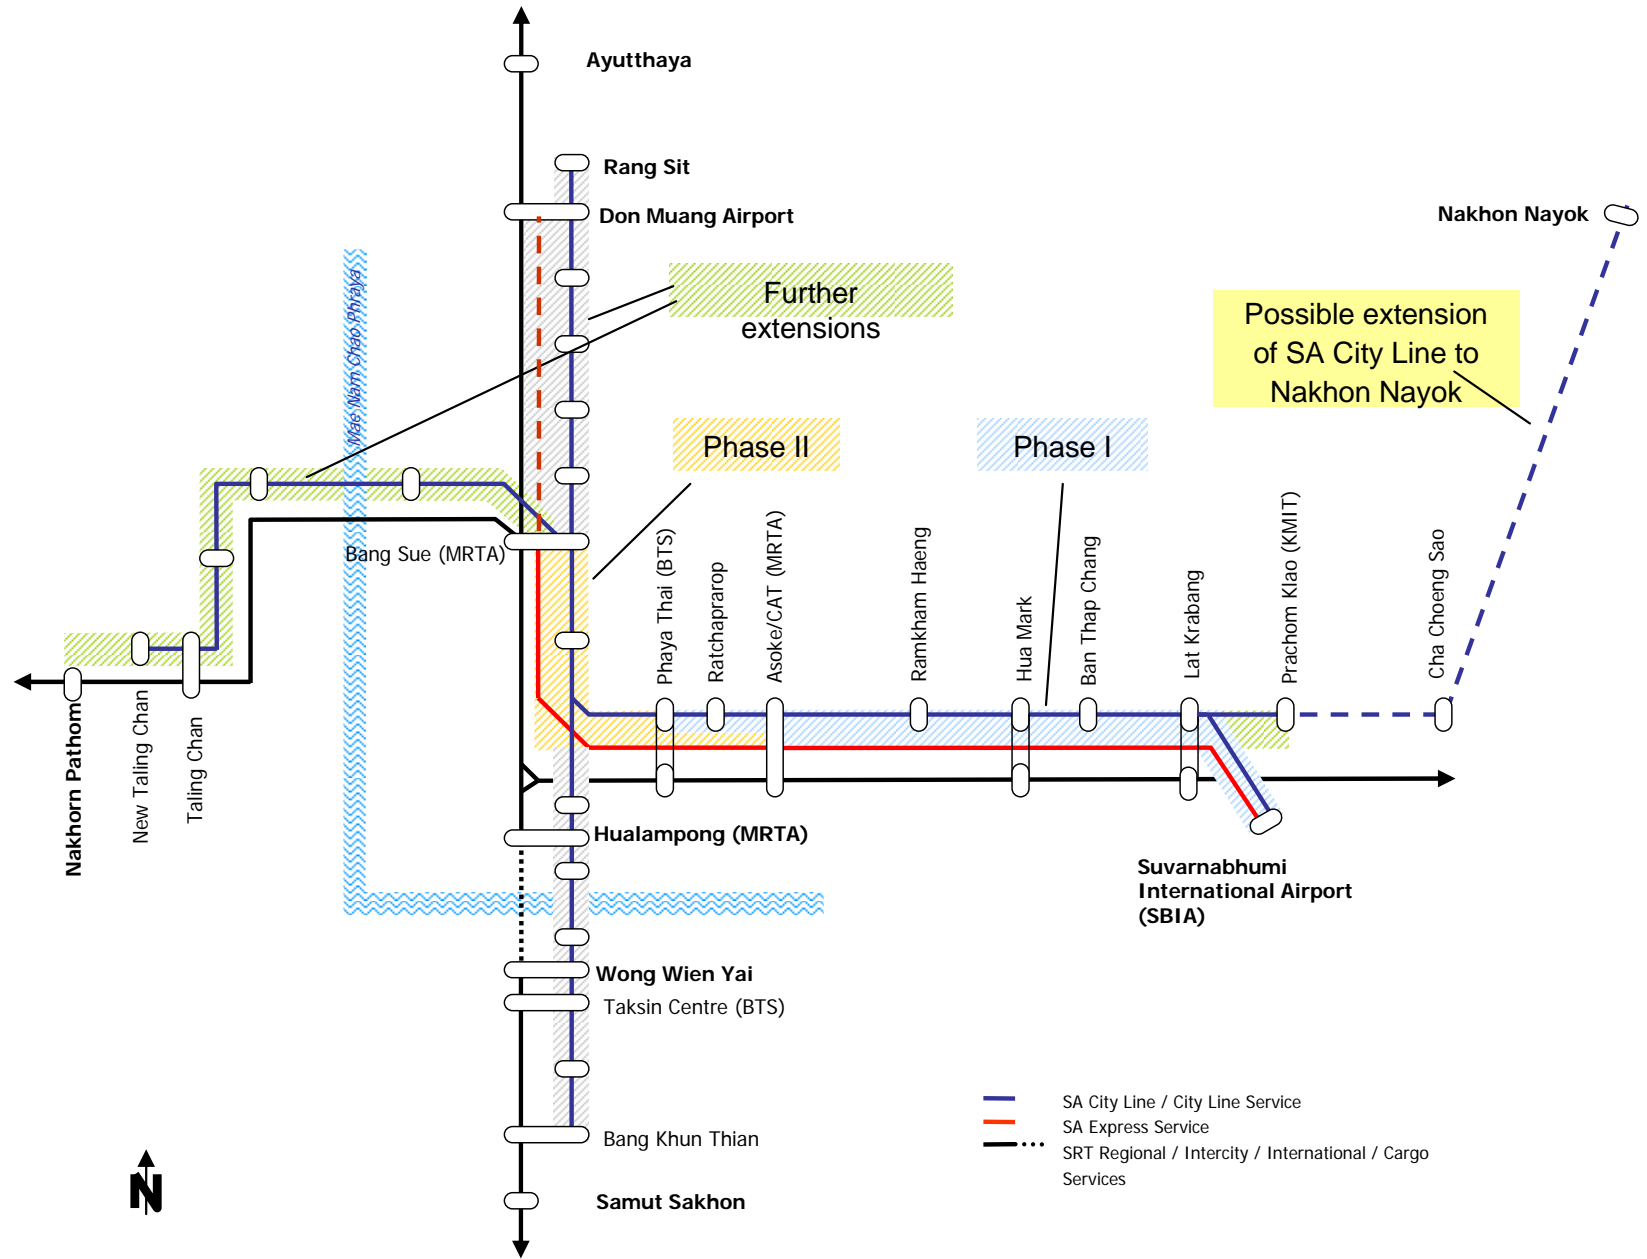 Ayutthaya
Rang Sit
Don Muang Airport
Nakhon Nayok
Mae Nam Chao Phraya
Further
extensions
Possible extension
of SA City Line to
Nakhon Nayok
Phase II
Phase I
Bang Sue (MRTA)
Phaya Thai (BTS)
Ratchaprarop
Asoke/CAT (MRTA)
Ramkham Haeng
Hua Mark
Ban Thap Chang
Lat Krabang
Prachom Klao (KMIT)
Cha Choeng Sao
Nakhorn Pathom
New Taling Chan
Taling Chan
Hualampong (MRTA)
Suvarnabhumi
International Airport
(SBIA)
Wong Wien Yai
Taksin Centre (BTS)
Bang Khun Thian
Samut Sakhon
SA City Line / City Line Service
SA Express Service
SRT Regional / Intercity / International / Cargo
Services
N